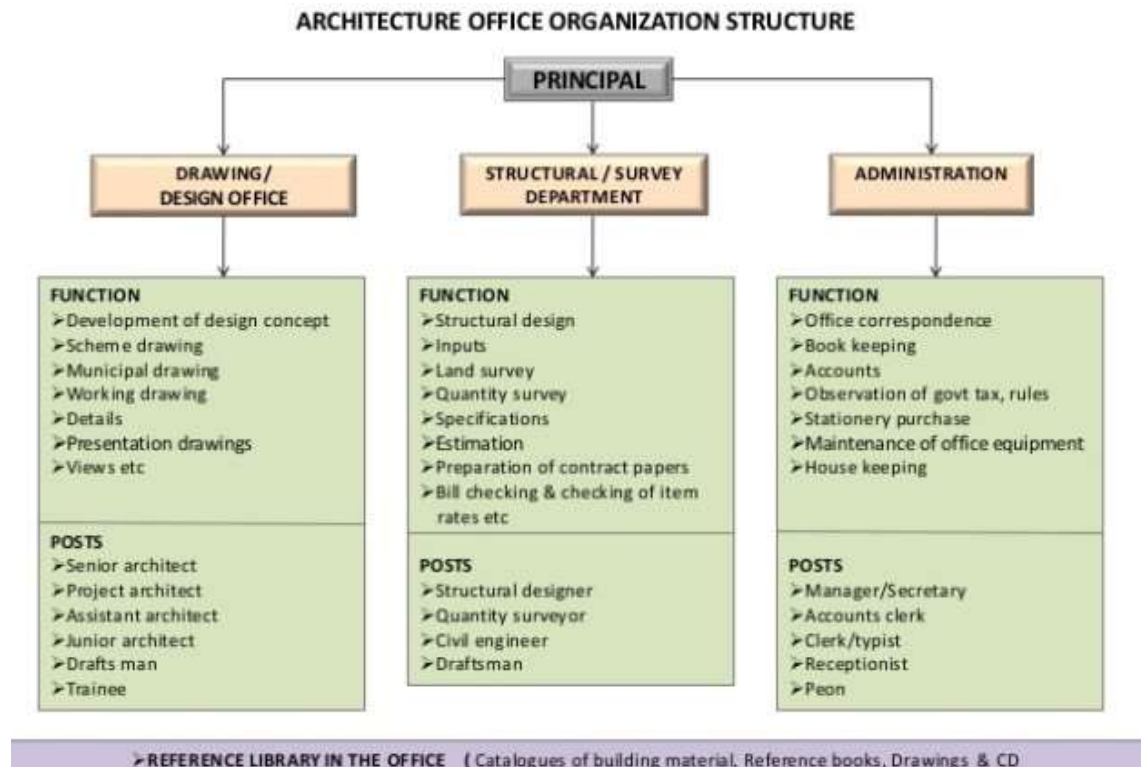 ARCHITECTURE OFFICE ORGANIZATION STRUCTURE
PRINCIPAL
DRAWING/
DESIGN OFFICE
FUNCTION
➢Development of design concept
➢Scheme drawing
➢Municipal drawing
➢Working drawing
➢Details
➢Presentation drawings
➢Views etc
POSTS
➢Senior architect
➢Project architect
➢Assistant architect
➢Junior architect
➢Drafts man
➢Trainee
STRUCTURAL / SURVEY
DEPARTMENT
FUNCTION
➢Structural design
➢Inputs
➢Land survey
➢Quantity survey
➢Specifications
➢Estimation
➢Preparation of contract papers
➢Bill checking & checking of item
rates etc
POSTS
➢Structural designer
➢Quantity surveyor
➢Civil engineer
➢Draftsman
ADMINISTRATION
FUNCTION
➢Office correspondence
➢Book keeping
➢Accounts
➢Observation of govt tax, rules
➢Stationery purchase
➢Maintenance of office equipment
➢House keeping
POSTS
➢Manager/Secretary
➢Accounts clerk
➢Clerk/typist
➢Receptionist
➢Peon
➢REFERENCE LIBRARY IN THE OFFICE ( Catalogues of building material, Reference books, Drawings & CD